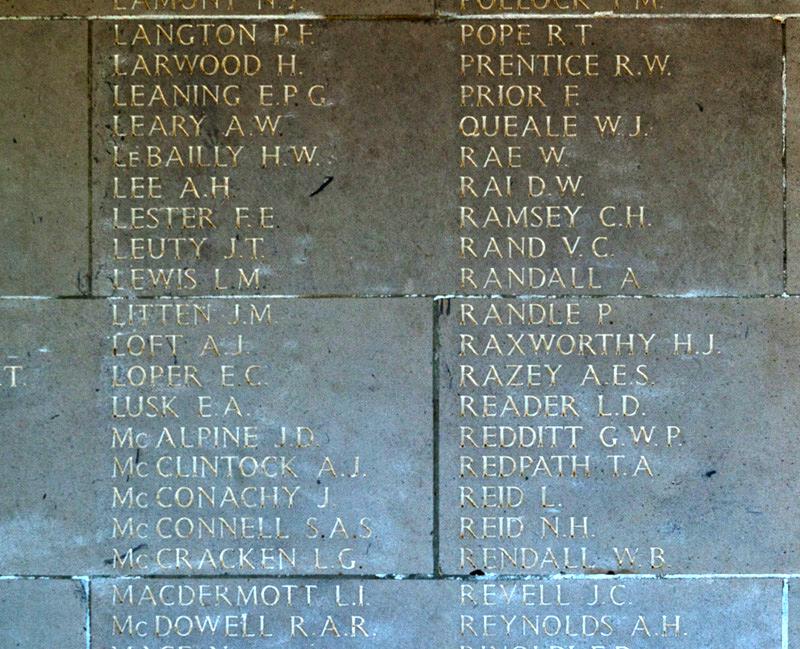 LAMONT N.J.
LANGTON P.F.
LARWOOD H.
LEANING E.P.G.
LEARY A.W.
LEBAILLY H.W.
LEE A.H.
LESTER F.E.
LEUTY J.T.
LEWIS L.M.
LITTEN J.M.
LOFT A.J.
LOPER E.C.
LUSK E.A.
McALPINE J.D.
McCLINTOCK A.J.
McCONACHY J.
McCONNELL S.A.S.
McCRACKEN L.G.
MACDERMOTT L.I.
McDOWELL R.A.R.
POLLOCK
POPE R.T.
PRENTICE R.W.
PRIOR F.
QUEALE W.J.
RAE W.
RAI D.W.
RAMSEY C.H.
RAND V.C.
RANDALL A.
RANDLE P.
RAXWORTHY H.J.
RAZEY A.E.S.
READER L.D.
REDDITT G.W.P.
REDPATH T.A.
REID L.
REID N.H.
RENDALL W.B.
REVELL J.C.
REYNOLDS A.H.